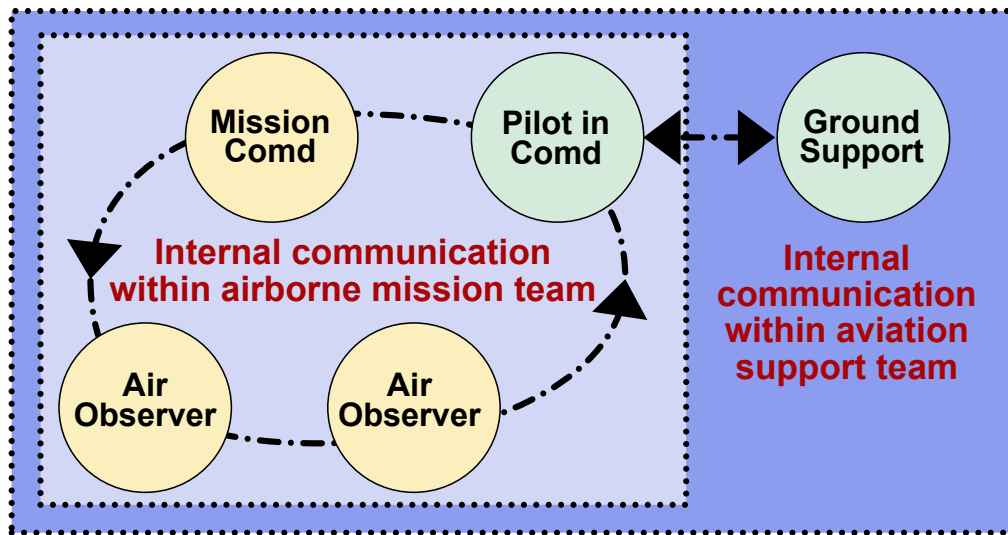 Mission
Comd
Pilot in
Comd
Ground
Support
Internal communication
within airborne mission team
Internal
communication
within aviation
support team
Air
Observer
Air
Observer